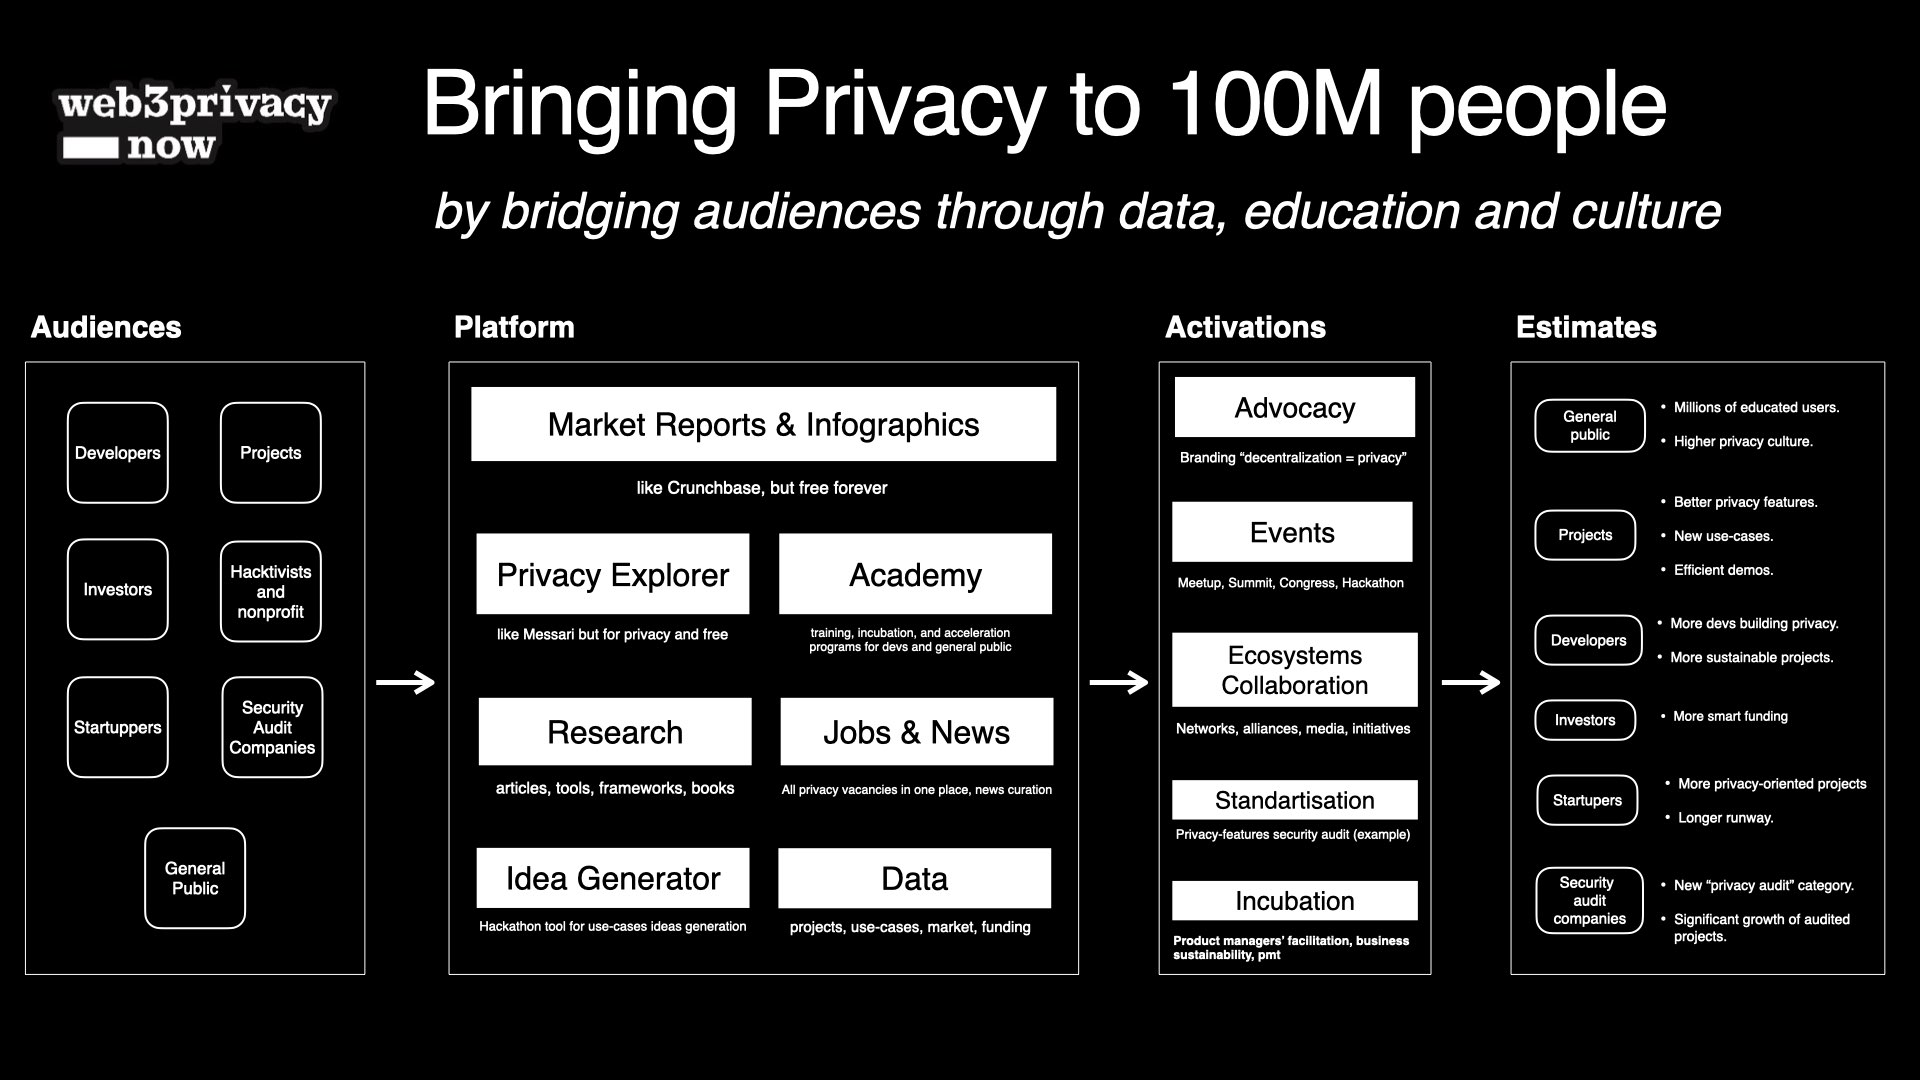 web3privacy
now
Bringing Privacy to 100M people
by bridging audiences through data, education and culture
Audiences
Developers
Projects
Investors
Hacktivists
and
nonprofit
Startuppers
Security
Audit
Companies
General
Public
Platform
Market Reports & Infographics
like Crunchbase, but free forever
Privacy Explorer
like Messari but for privacy and free
Academy
training, incubation, and acceleration
programs for devs and general public
Research
articles, tools, frameworks, books
Jobs & News
All privacy vacancies in one place, news curation
Idea Generator
Hackathon tool for use-cases ideas generation
Data
projects, use-cases, market, funding
Activations
Advocacy
Branding “decentralization = privacy”
Events
Meetup, Summit, Congress, Hackathon
Ecosystems
Collaboration
Networks, alliances, media, initiatives
Standartisation
Privacy-features security audit (example)
Incubation
Product managers’ facilitation, business
sustainability, pmt
Estimates
General
public
• Millions of educated users.
• Higher privacy culture.
Projects
• Better privacy features.
• New use-cases.
• Efficient demos.
Developers
• More devs building privacy.
• More sustainable projects.
Investors
• More smart funding
Startupers
• More privacy-oriented projects
• Longer runway.
Security
audit
companies
• New “privacy audit” category.
• Significant growth of audited
projects.